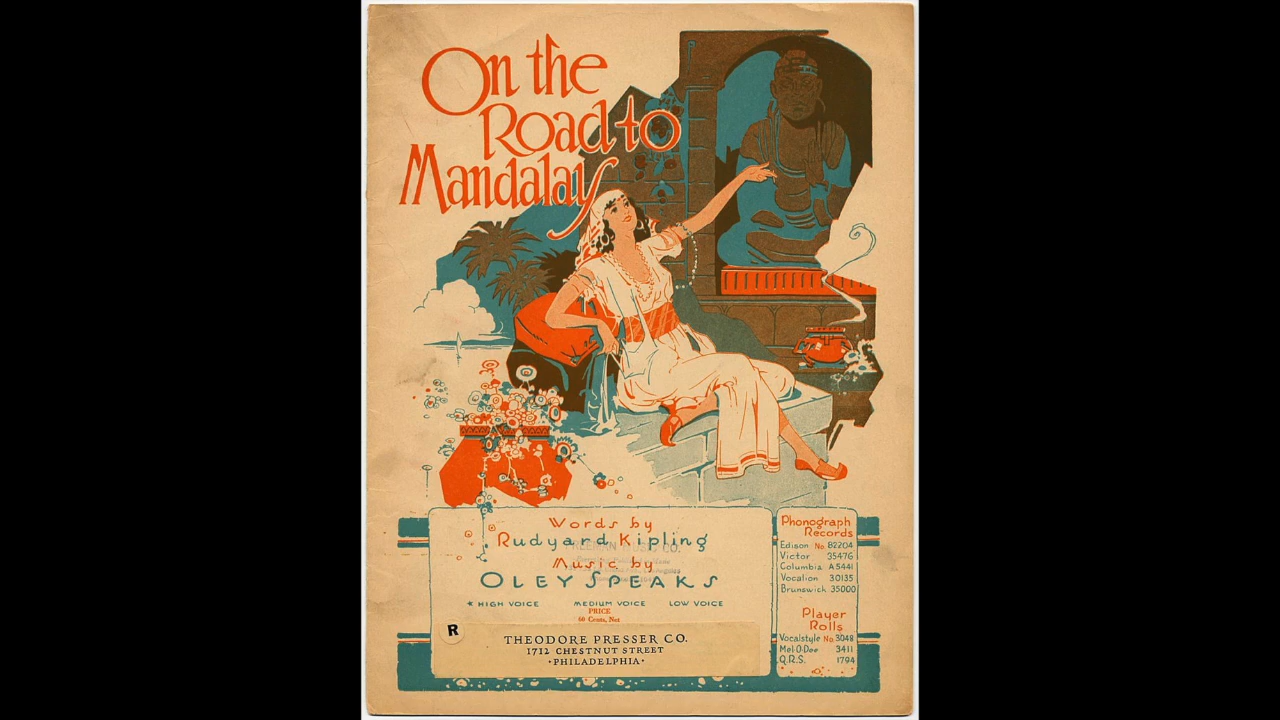 On the
Road to
Mandalay
Words by
Rudyard Kipling
Music by
OLEY SPEAKS
★ HIGH VOICE MEDIUM VOICE LOW VOICE
PRICE
60 Cents, Net
R
THEODORE PRESSER CO.
1712 CHESTNUT STREET
·PHILADELPHIA·
Phonograph
Records
Edison No. 82204
Victor 35476
Columbia A5441
Vocalion 30135
Brunswick 35000
Player
Rolls
Vocalstyle No. 3048
Mel-O-Dee 3411
Q.R.S. 1794